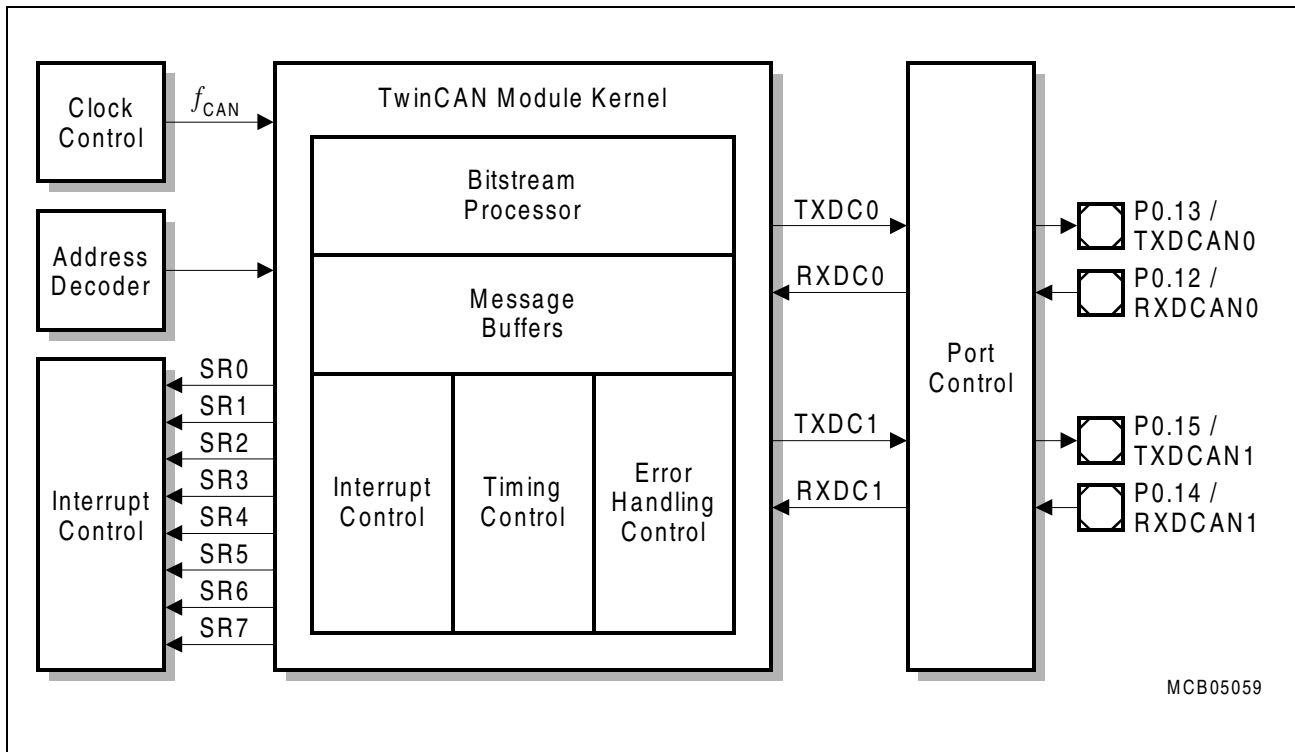 Clock
Control
fCAN
Address
Decoder
Interrupt
Control
SR0
SR1
SR2
SR3
SR4
SR5
SR6
SR7
TwinCAN Module Kernel
Bitstream
Processor
Message
Buffers
Interrupt
Control
Timing
Control
Error
Handling
Control
TXDC0
RXDC0
TXDC1
RXDC1
Port
Control
P0.13 /
TXDCAN0
P0.12 /
RXDCAN0
P0.15 /
TXDCAN1
P0.14 /
RXDCAN1
MCB05059